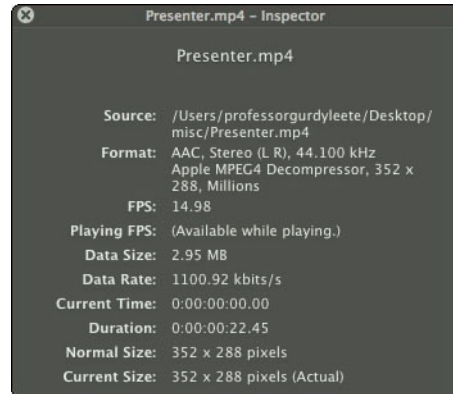 Presenter.mp4 – Inspector
Presenter.mp4
Source: /Users/professorgurdyleete/Desktop/
misc/Presenter.mp4
Format: AAC, Stereo (L R), 44.100 kHz
Apple MPEG4 Decompressor, 352 x
288, Millions
FPS: 14.98
Playing FPS: (Available while playing.)
Data Size: 2.95 MB
Data Rate: 1100.92 kbits/s
Current Time: 0:00:00:00.00
Duration: 0:00:00:22.45
Normal Size: 352 x 288 pixels
Current Size: 352 x 288 pixels (Actual)